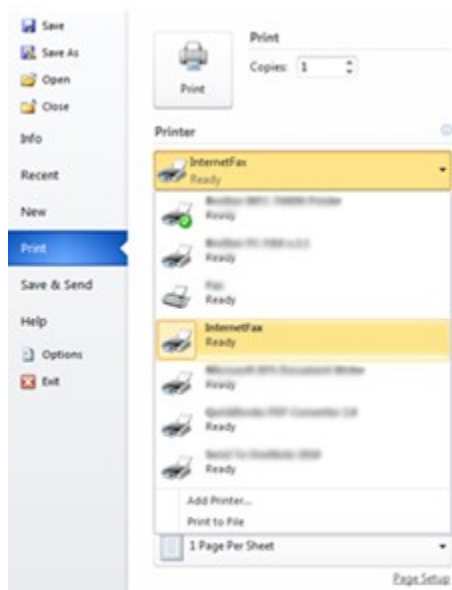 Save
Save As
Open
Close
Info
Recent
New
Print
Save & Send
Help
Options
Exit
Print
Print
Copies: 1
Printer
InternetFax
Ready
Ready
Ready
Fax
Ready
InternetFax
Ready
Ready
Ready
Ready
Add Printer...
Print to File
1 Page Per Sheet
Page Setup